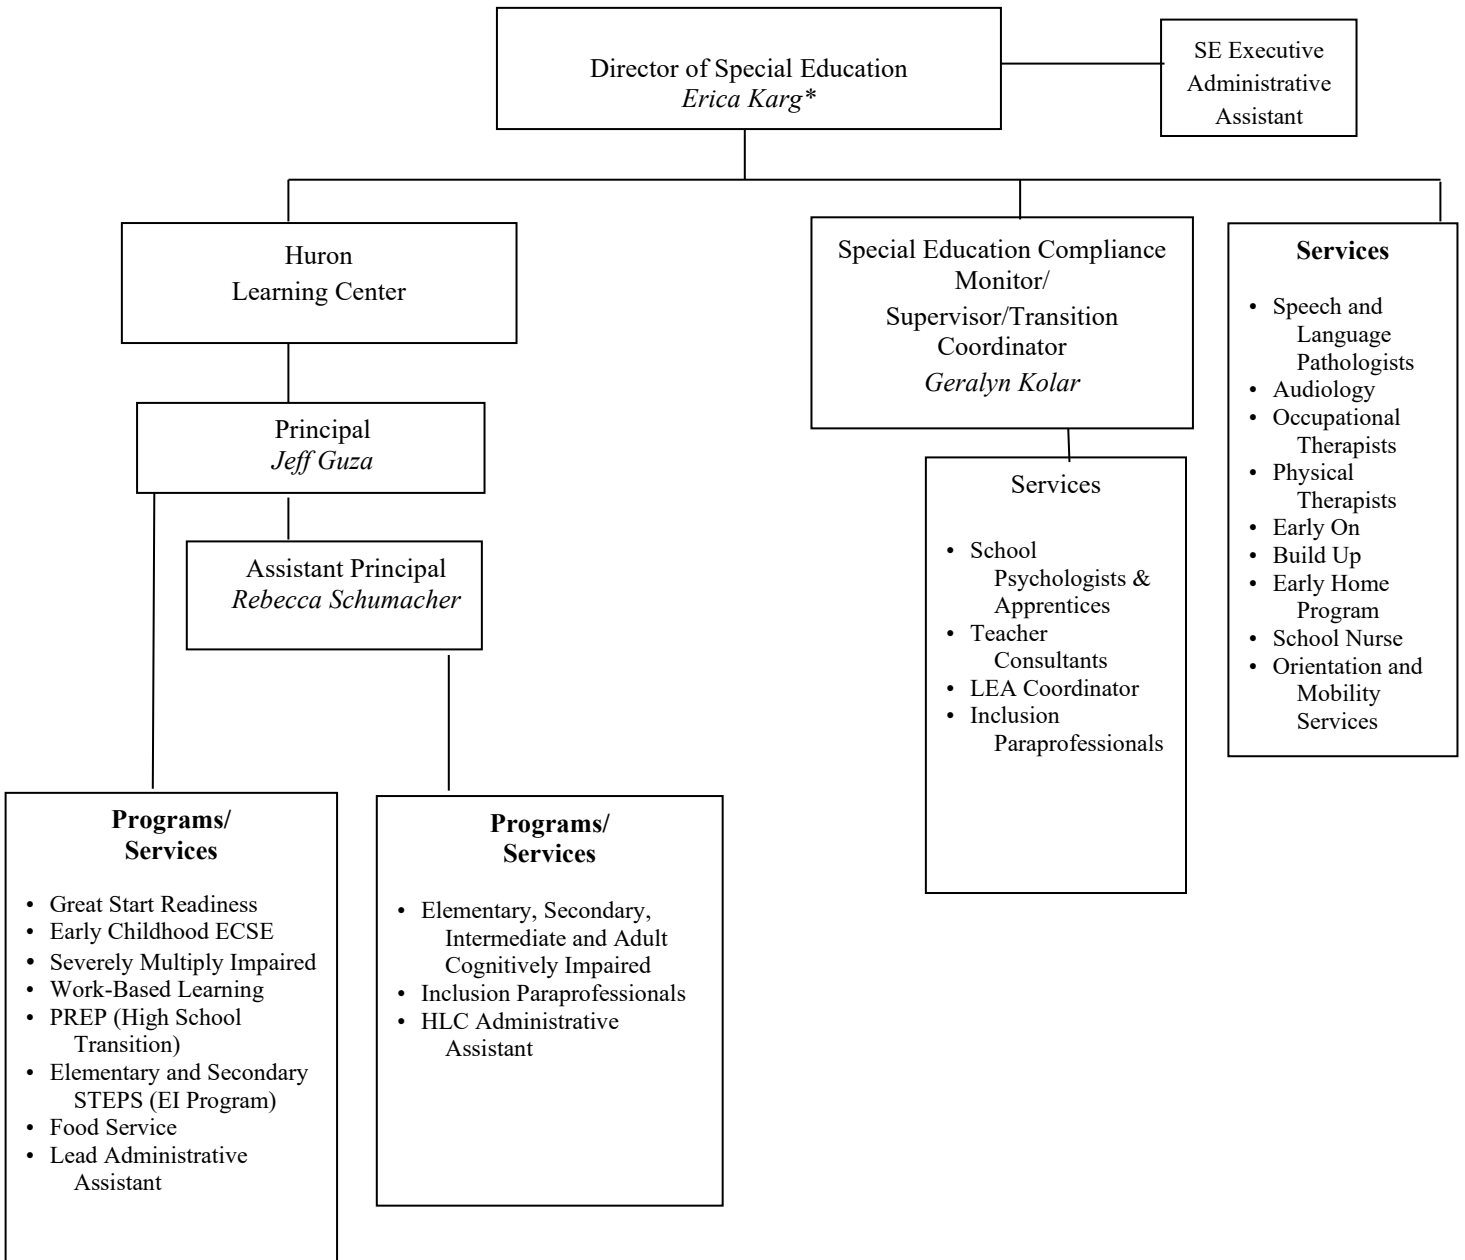 Director of Special Education
Erica Karg*
SE Executive
Administrative
Assistant
Huron
Learning Center
Principal
Jeff Guza
Assistant Principal
Rebecca Schumacher
Special Education Compliance
Monitor/
Supervisor/Transition
Coordinator
Geralyn Kolar
Services
• School
Psychologists &
Apprentices
• Teacher
Consultants
• LEA Coordinator
• Inclusion
Paraprofessionals
Services
• Speech and
Language
Pathologists
• Audiology
• Occupational
Therapists
• Physical
Therapists
• Early On
• Build Up
• Early Home
Program
• School Nurse
• Orientation and
Mobility
Services
Programs/
Services
• Great Start Readiness
• Early Childhood ECSE
• Severely Multiply Impaired
• Work-Based Learning
• PREP (High School
Transition)
• Elementary and Secondary
STEPS (EI Program)
• Food Service
• Lead Administrative
Assistant
Programs/
Services
• Elementary, Secondary,
Intermediate and Adult
Cognitively Impaired
• Inclusion Paraprofessionals
• HLC Administrative
Assistant